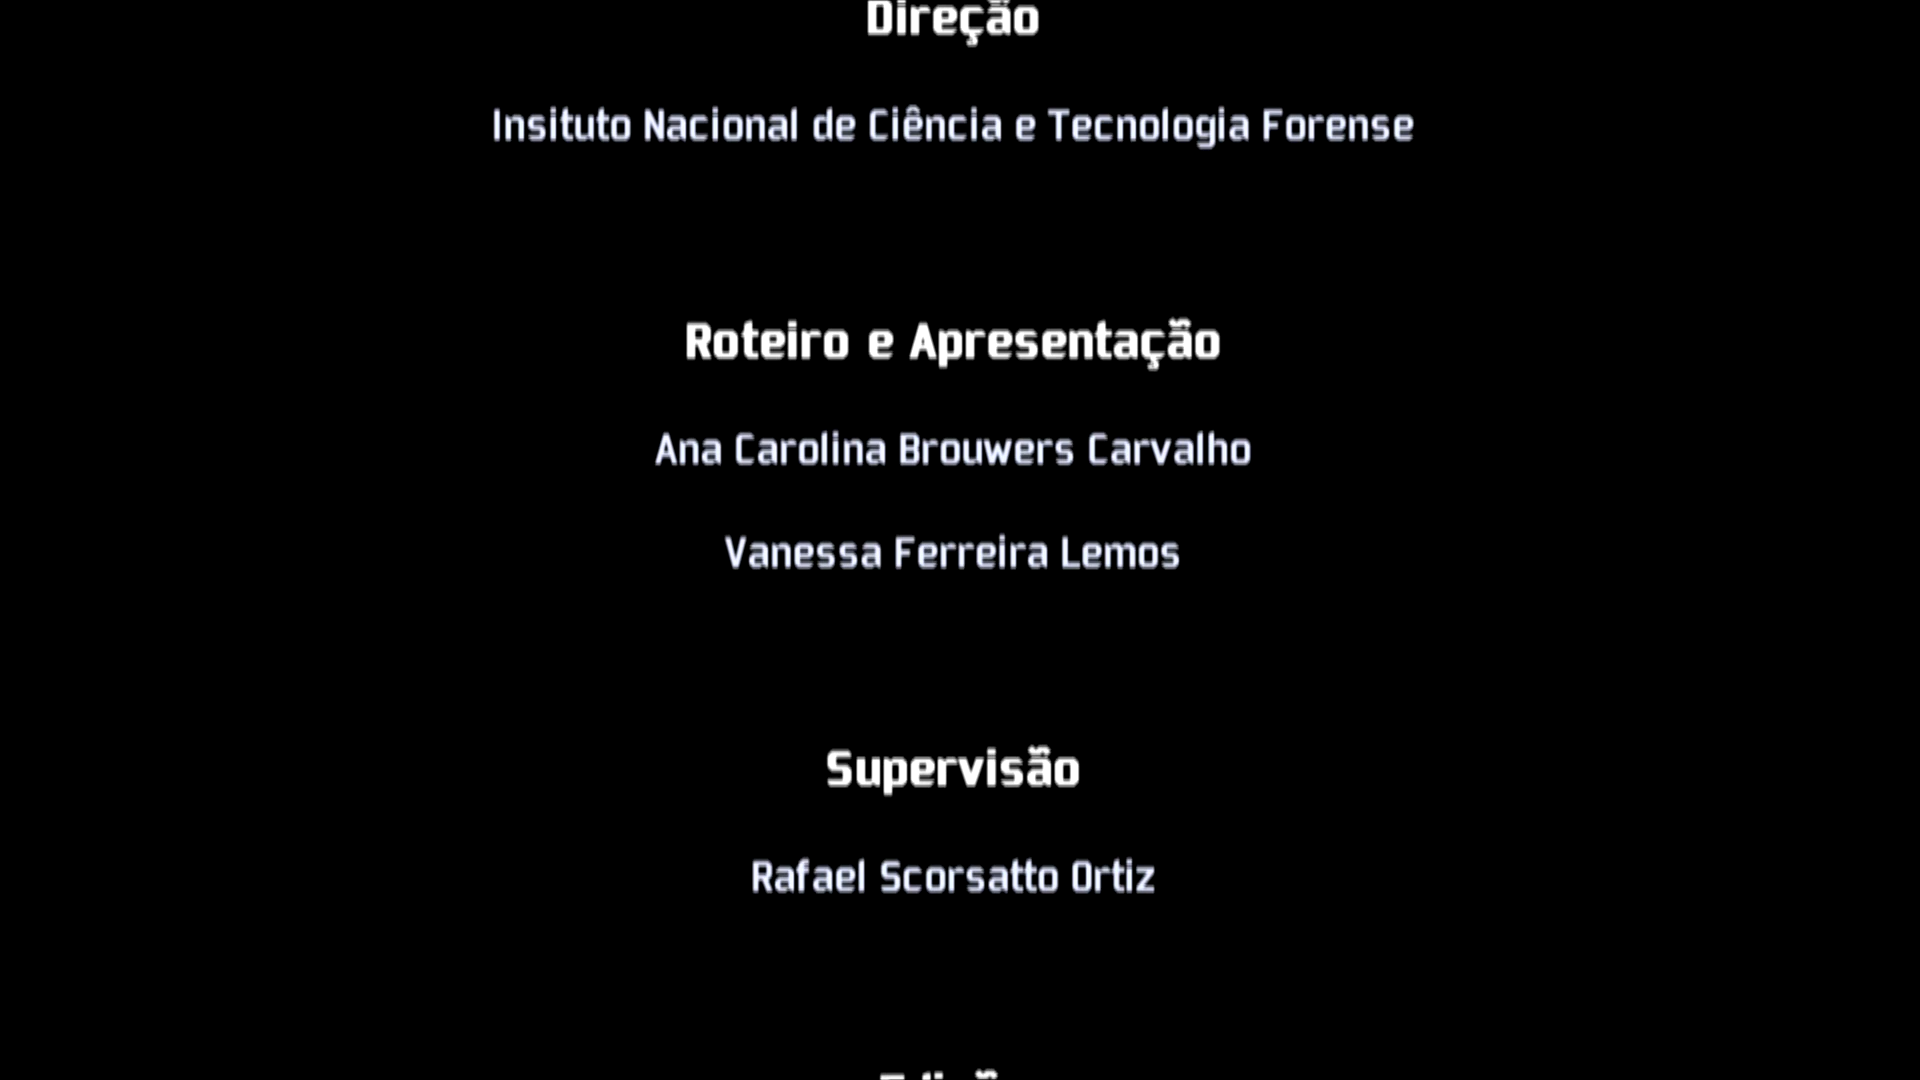 Direção
Insituto Nacional de Ciência e Tecnologia Forense
Roteiro e Apresentação
Ana Carolina Brouwers Carvalho
Vanessa Ferreira Lemos
Supervisão
Rafael Scorsatto Ortiz